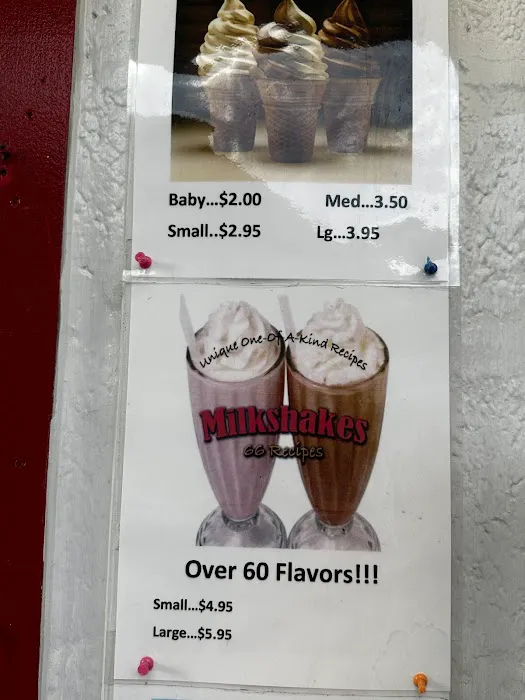 Baby...$2.00 Med...3.50
Small..$2.95 Lg...3.95
Unique One-Of A-Kind Recipes
Milkshakes
66 Recipes
Over 60 Flavors!!!
Small...$4.95
Large...$5.95